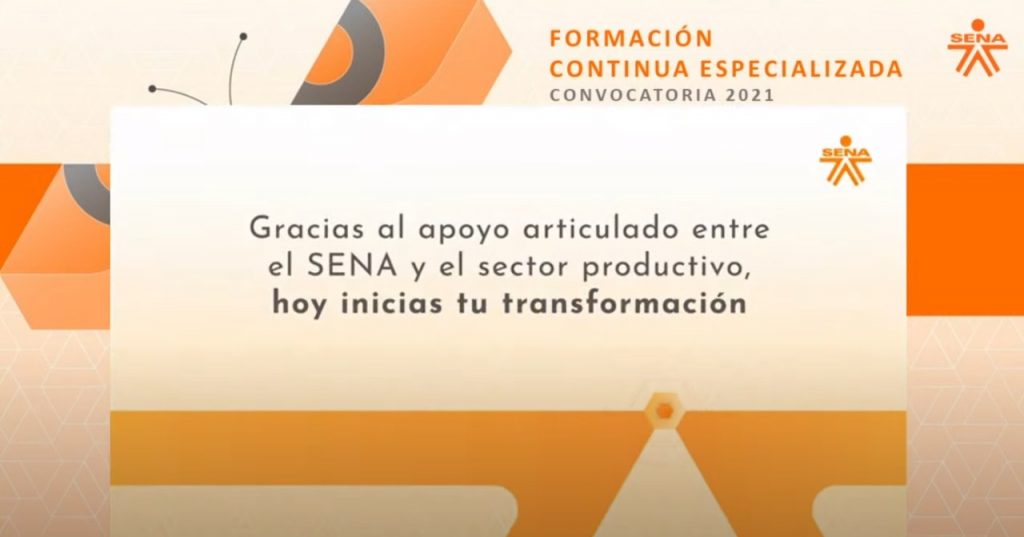 FORMACIÓN
CONTINUA ESPECIALIZADA
CONVOCATORIA 2021
SENA
SENA
Gracias al apoyo articulado entre
el SENA y el sector productivo,
hoy inicias tu transformación